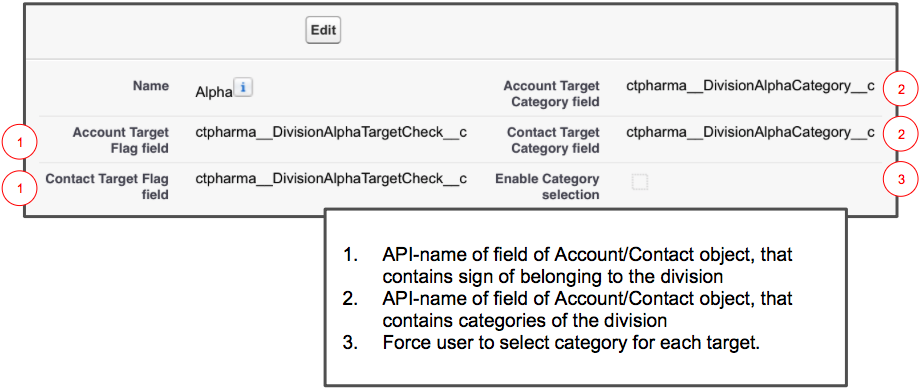 Edit
Name
Alpha i
Account Target
Category field
ctpharma__DivisionAlphaCategory__c
2
1
Account Target
Flag field
ctpharma__DivisionAlphaTargetCheck__c
Contact Target
Category field
ctpharma__DivisionAlphaCategory__c
2
1
Contact Target Flag
field
ctpharma__DivisionAlphaTargetCheck__c
Enable Category
selection
3
1. API-name of field of Account/Contact object, that
contains sign of belonging to the division
2. API-name of field of Account/Contact object, that
contains categories of the division
3. Force user to select category for each target.